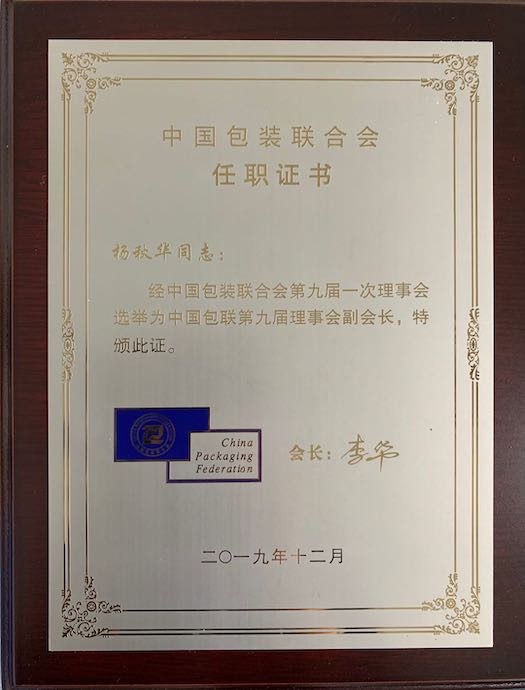 中国包装联合会
任职证书
杨秋华同志：
经中国包装联合会第九届一次理事会
选举为中国包联第九届理事会副会长，特
颁此证。
China
Packaging
Federation
会长：李华
二〇一九年十二月